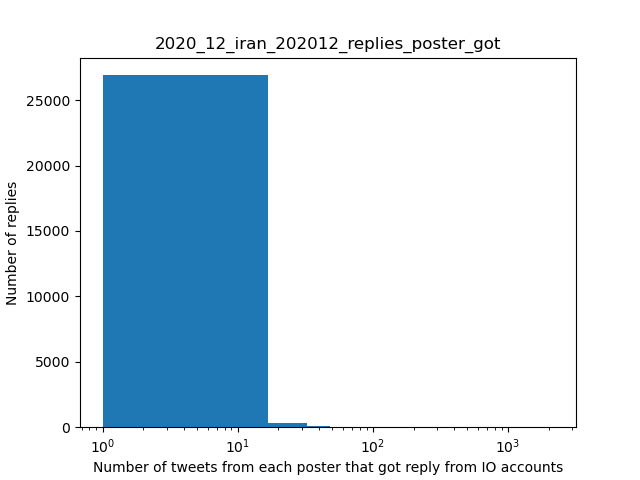 2020_12_iran_202012_replies_poster_got
25000
20000
15000
10000
5000
0
Number of replies
10⁰ 10¹ 10² 10³
Number of tweets from each poster that got reply from IO accounts